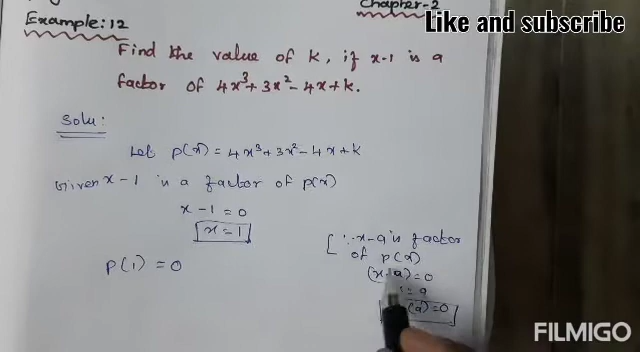 Chapter-2
Like and subscribe
Example:12
Find the value of k, if x-1 is a
factor of 4x³+3x²-4x+k.
Solu:
Let p(x) = 4x³+3x²-4x+k
Given x-1 is a factor of p(x)
x-1=0
x=1
p(1)=0
[∵ x-a is factor
of p(x)
(x-a)=0
= a
(a)=0
FILMIGO